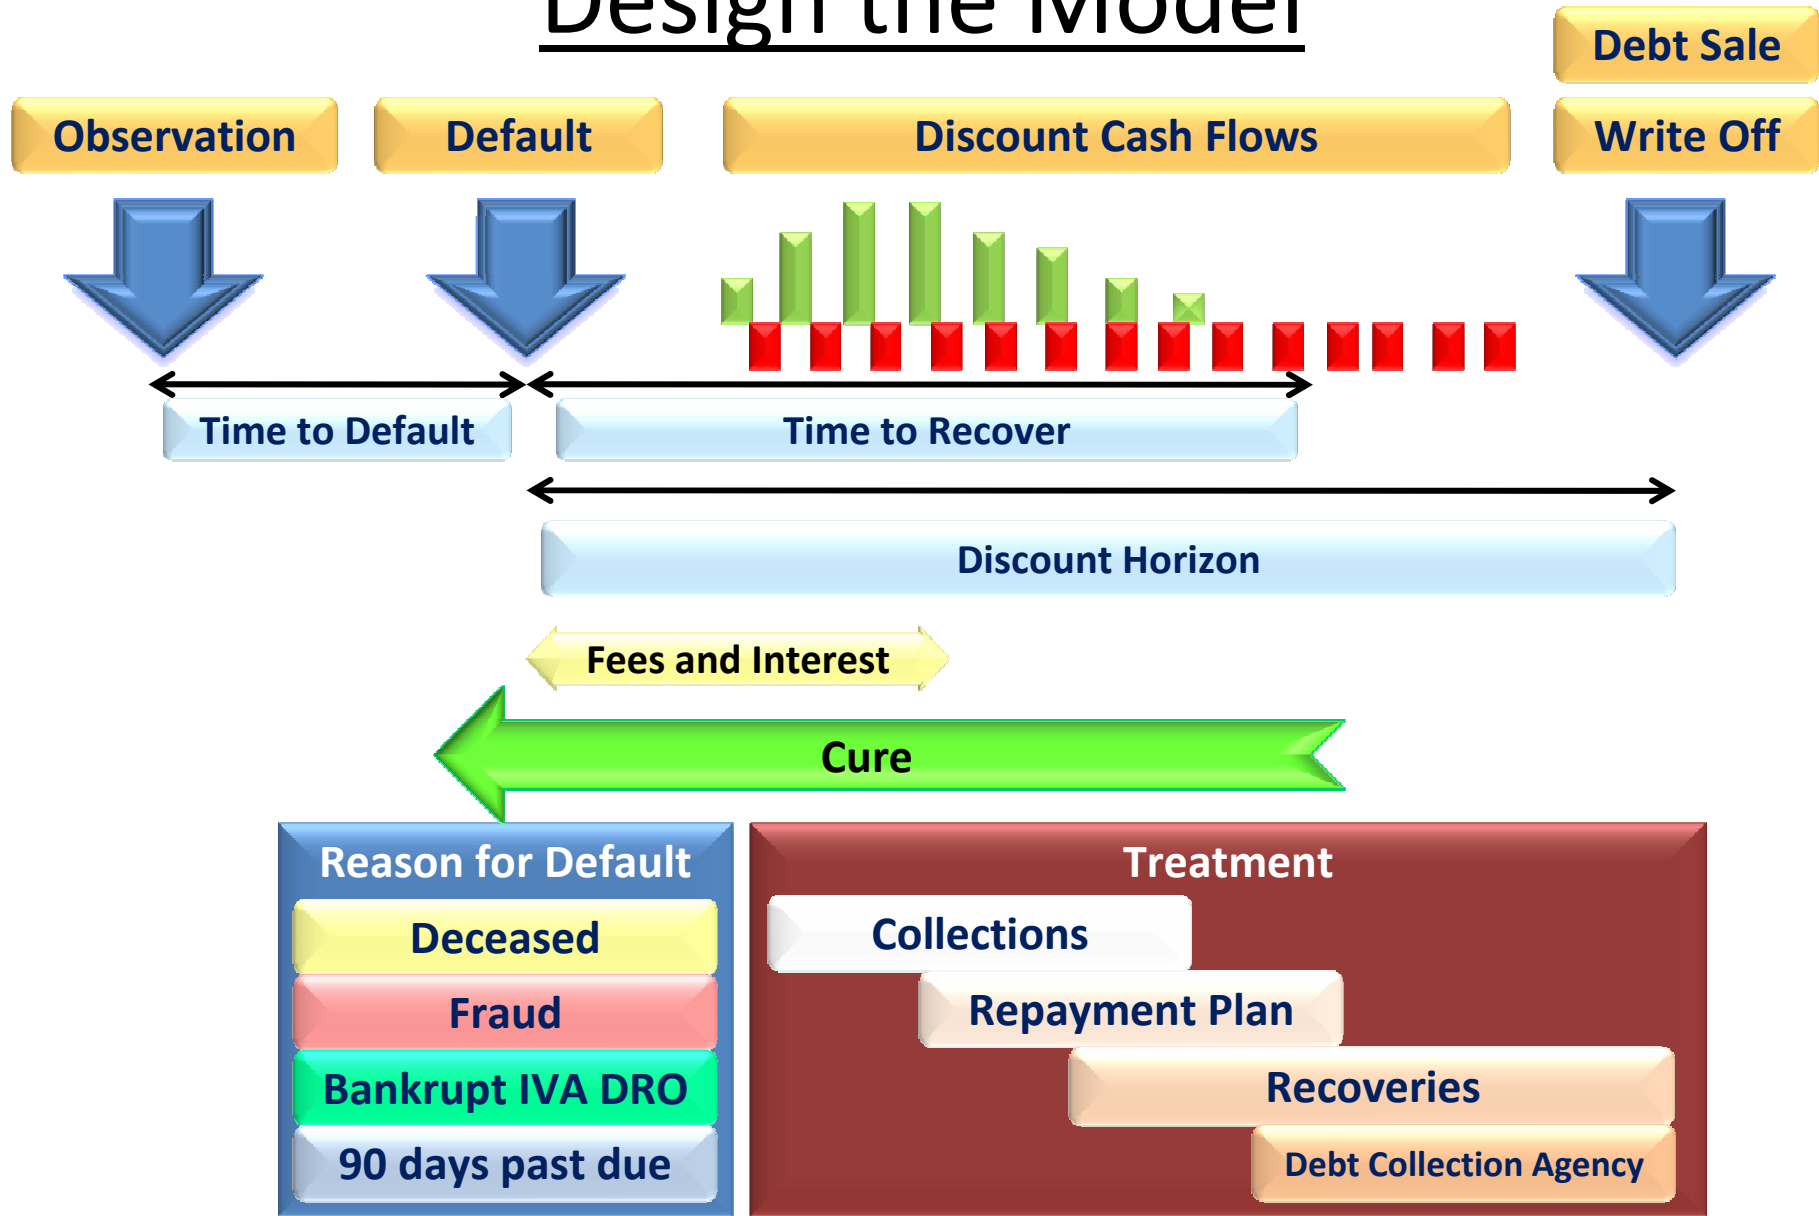 Design the Model
Debt Sale
Observation
Default
Discount Cash Flows
Write Off
Time to Default
Time to Recover
Discount Horizon
Fees and Interest
Cure
Reason for Default
Deceased
Fraud
Bankrupt IVA DRO
90 days past due
Treatment
Collections
Repayment Plan
Recoveries
Debt Collection Agency